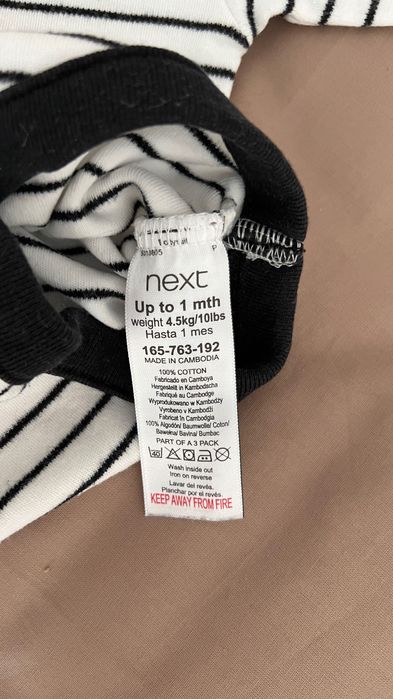 P
next
Up to 1 mth
weight 4.5kg/10lbs
Hasta 1 mes
165-763-192
MADE IN CAMBODIA
100% COTTON
Fabricado en Camboya
Hergestellt in Kambodscha
Fabriqué au Cambodge
Wyprodukowano w Kambodży
Vyrobeno v Kambodži
Fabricat în Cambodgia
100% Algodón/ Baumwolle/ Coton/
Bawełna/ Bavlna/ Bumbac
PART OF A 3 PACK
40
Wash inside out
Iron on reverse
Lavar del revés.
Planchar por el revés.
KEEP AWAY FROM FIRE